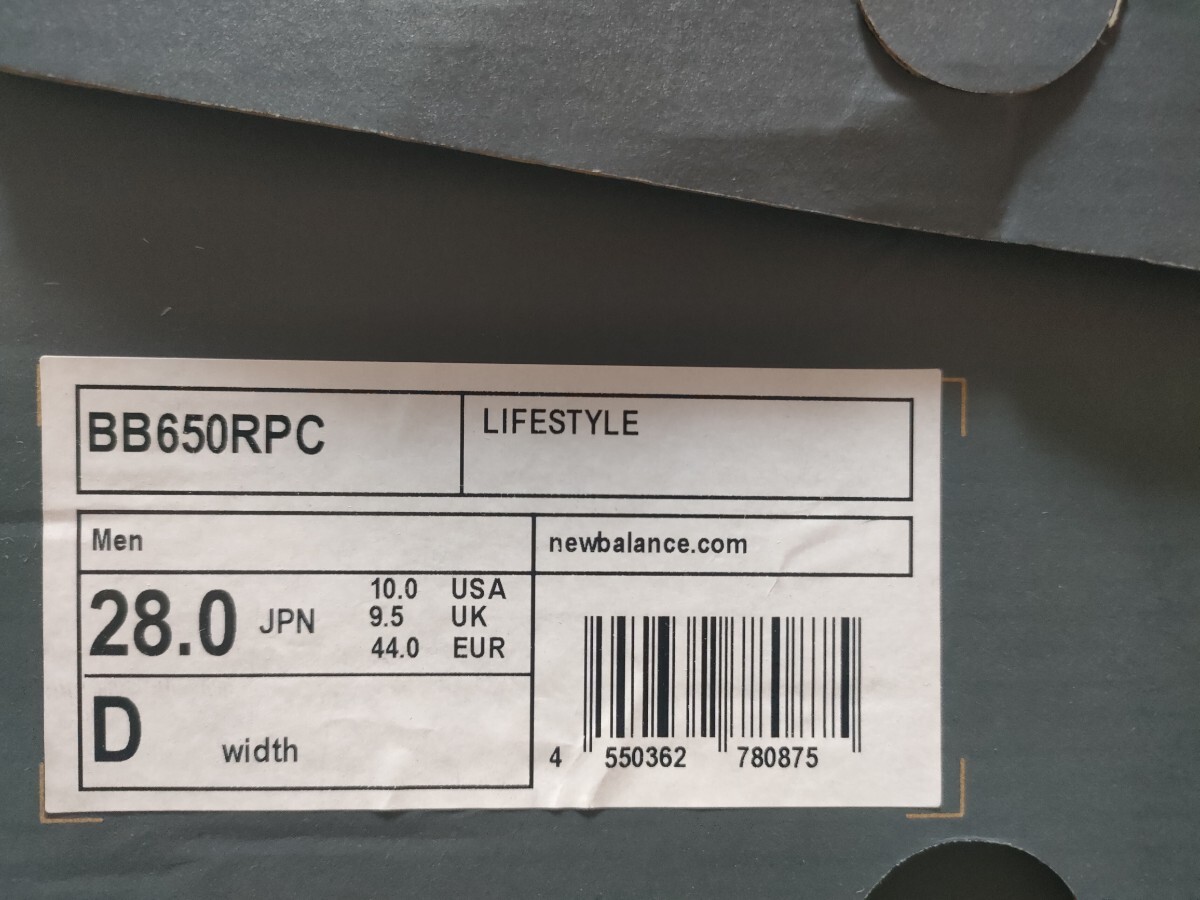 BB650RPC
LIFESTYLE
Men
newbalance.com
28.0 JPN
10.0 USA
9.5 UK
44.0 EUR
D width
4 550362 780875